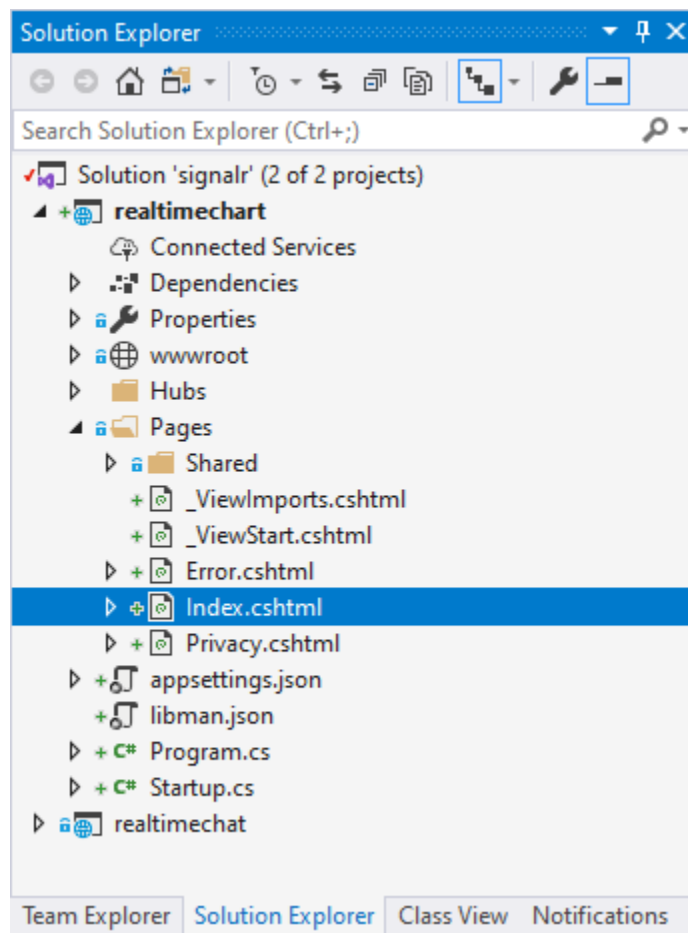 Solution Explorer
Search Solution Explorer (Ctrl+;)
Solution 'signalr' (2 of 2 projects)
realtimechart
Connected Services
Dependencies
Properties
wwwroot
Hubs
Pages
Shared
_ViewImports.cshtml
_ViewStart.cshtml
Error.cshtml
Index.cshtml
Privacy.cshtml
appsettings.json
libman.json
C# Program.cs
C# Startup.cs
realtimechat
Team Explorer Solution Explorer Class View Notifications